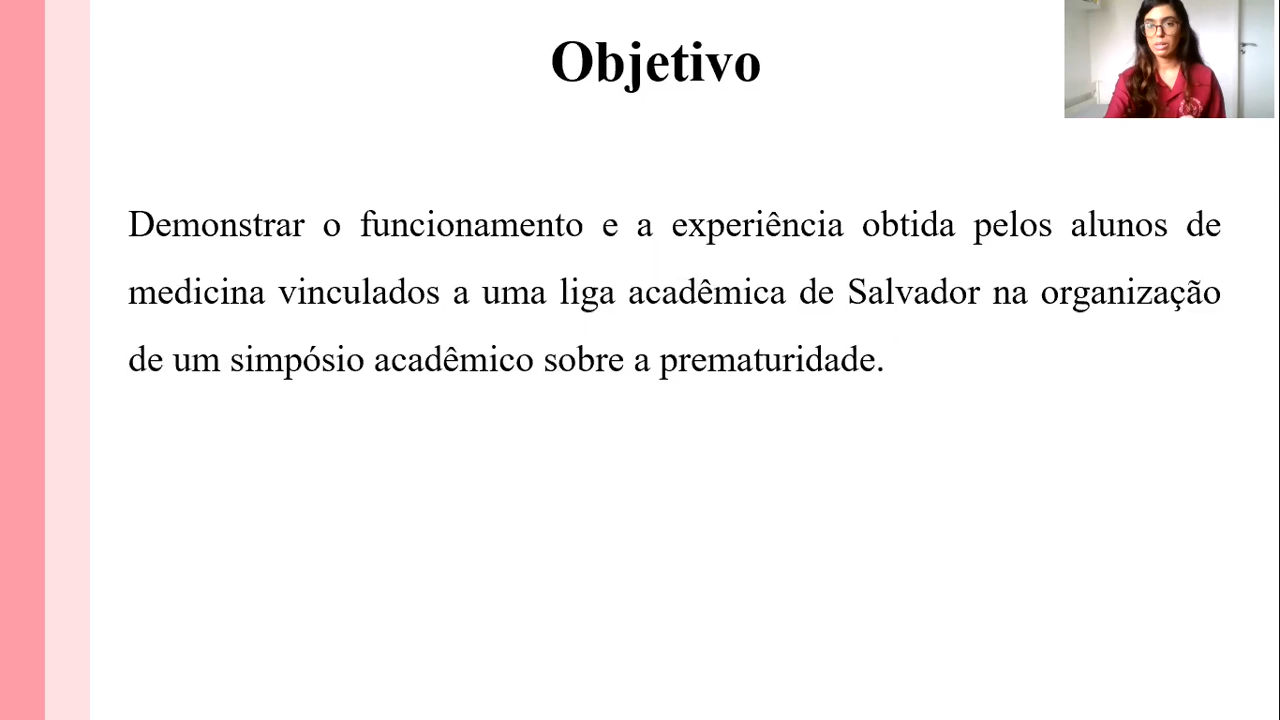 Objetivo
Demonstrar o funcionamento e a experiência obtida pelos alunos de
medicina vinculados a uma liga acadêmica de Salvador na organização
de um simpósio acadêmico sobre a prematuridade.